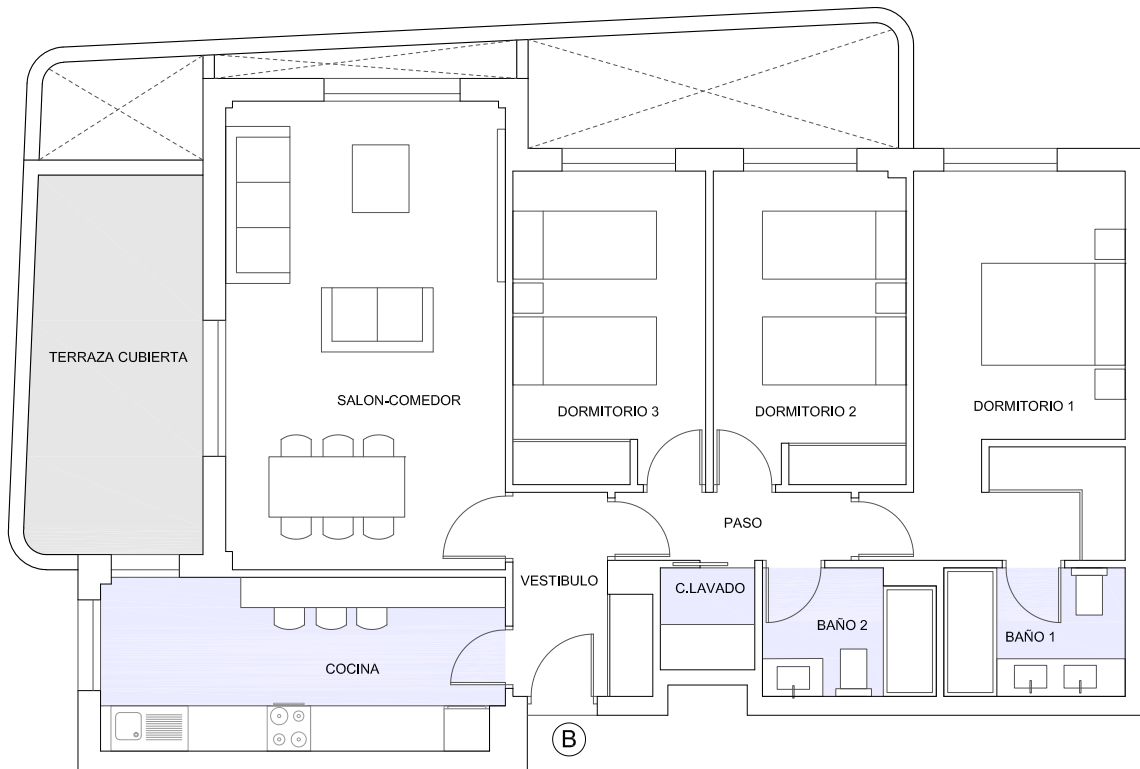 TERRAZA CUBIERTA
SALON-COMEDOR
DORMITORIO 3
DORMITORIO 2
DORMITORIO 1
PASO
VESTIBULO
C.LAVADO
BAÑO 2
BAÑO 1
COCINA
B